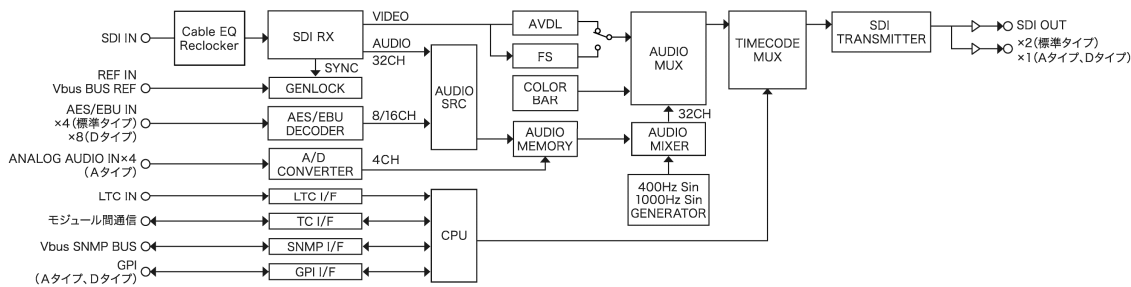 SDI IN
Cable EQ
Reclocker
SDI RX
VIDEO
AUDIO
32CH
SYNC
REF IN
Vbus BUS REF
GENLOCK
AES/EBU IN
×4(標準タイプ)
×8(Dタイプ)
AES/EBU
DECODER
8/16CH
AUDIO
SRC
ANALOG AUDIO IN×4
(Aタイプ)
A/D
CONVERTER
4CH
AVDL
FS
COLOR
BAR
AUDIO
MEMORY
AUDIO
MUX
32CH
AUDIO
MIXER
400Hz Sin
1000Hz Sin
GENERATOR
TIMECODE
MUX
SDI
TRANSMITTER
SDI OUT
×2(標準タイプ)
×1(Aタイプ、Dタイプ)
LTC IN
LTC I/F
モジュール間通信
TC I/F
Vbus SNMP BUS
SNMP I/F
GPI
(Aタイプ、Dタイプ)
GPI I/F
CPU